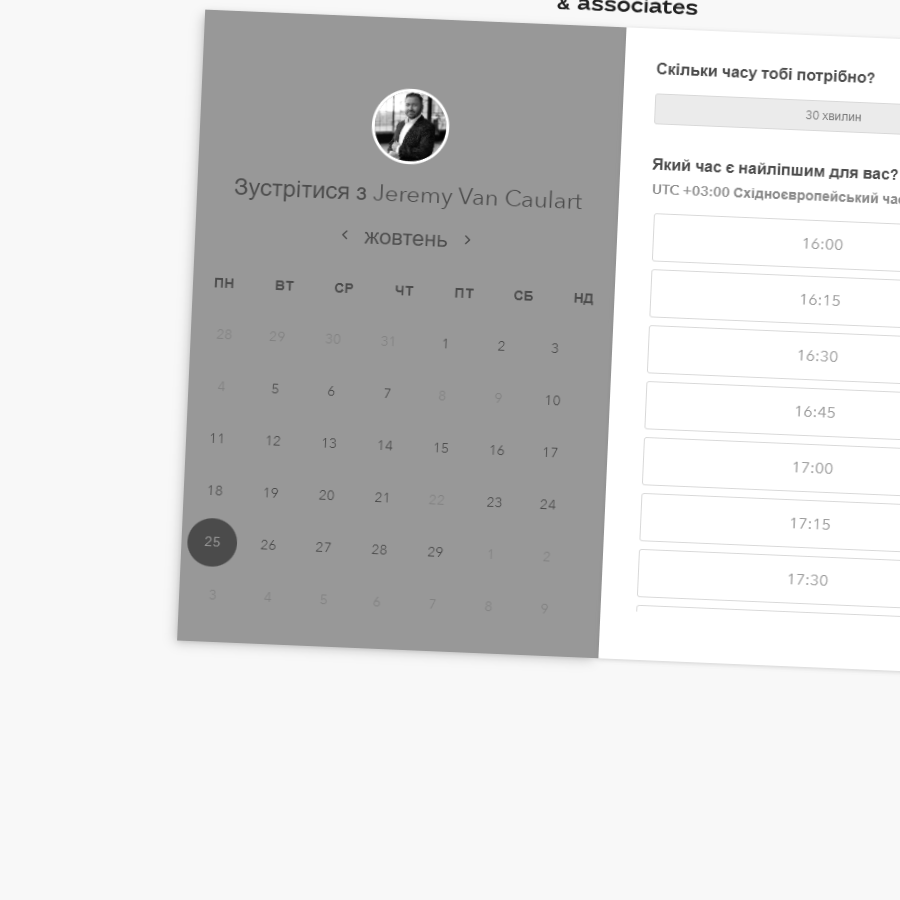 & associates
Зустрітися з Jeremy Van Caulart
‹ жовтень ›
ПН ВТ СР ЧТ ПТ СБ НД
28 29 30 31 1 2 3
4 5 6 7 8 9 10
11 12 13 14 15 16 17
18 19 20 21 22 23 24
25 26 27 28 29 1 2
3 4 5 6 7 8 9
Скільки часу тобі потрібно?
30 хвилин
Який час є найліпшим для вас?
UTC +03:00 Східноєвропейський
16:00
16:15
16:30
16:45
17:00
17:15
17:30